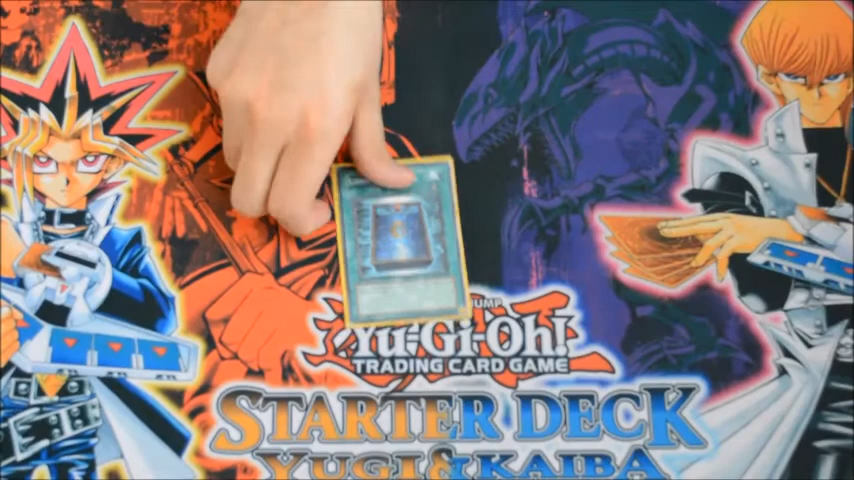 JUMP
Yu-Gi-Oh!
TRADING CARD GAME
STARTER DECK
YUGI & KAIBA